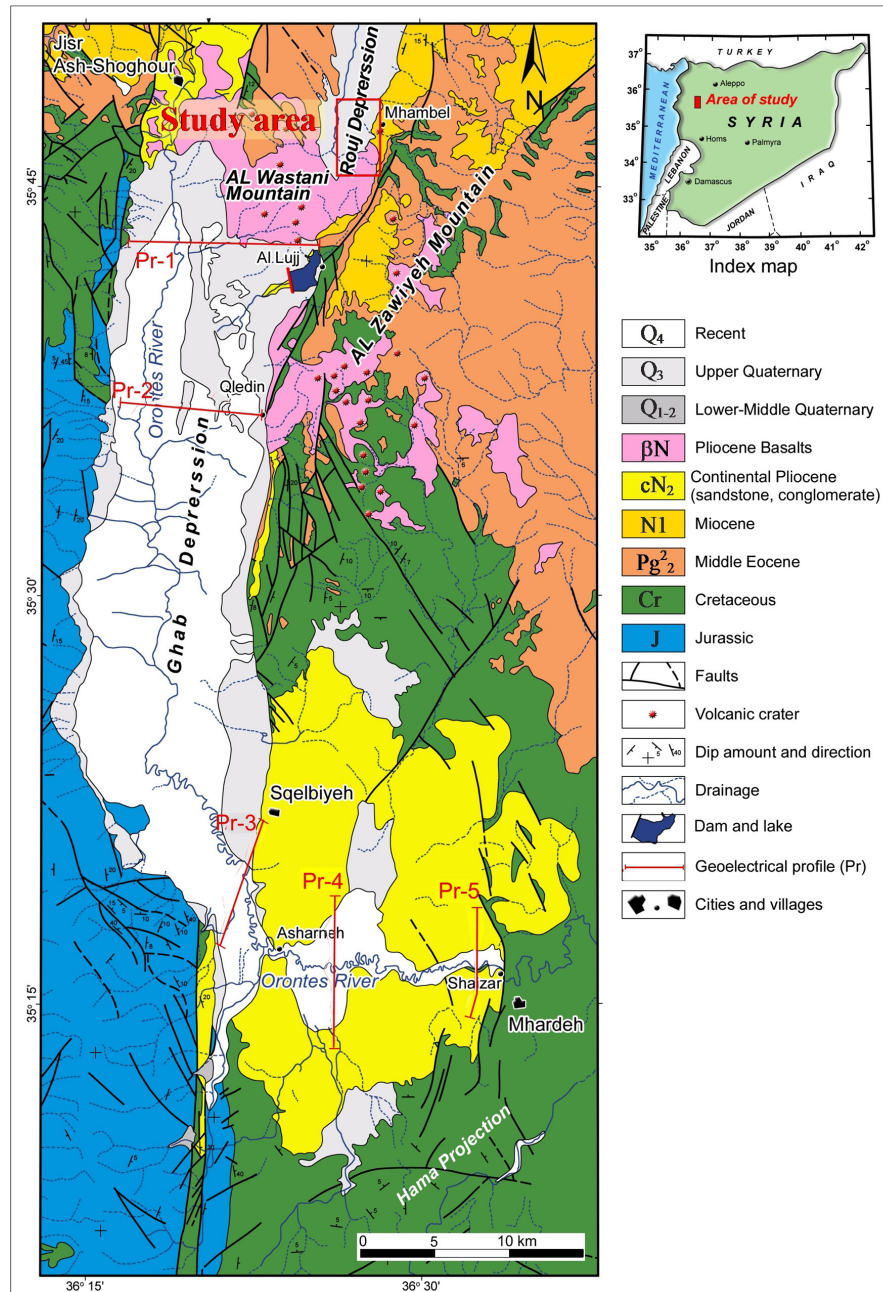 Jisr
Ash-Shoghour
Study area
Rouj Deprerssion
Mhambel
N
AL Wastani
Mountain
AL Zawiyeh Mountain
Pr-1
Al.Lujj
Orontes River
Qledin
Pr-2
Ghab Deprerssion
Sqelbiyeh
Pr-3
Pr-4
Pr-5
Asharneh
Orontes River
Shaizar
Mhardeh
Hama Projection
0 5 10 km
35° 45'
35° 30'
35° 15'
36° 15'
36° 30'
TURKEY
37°
36°
35
34
33
Aleppo
Area of study
SYRIA
MEDITERRANEAN
Homs
Palmyra
LEBANON
Damascus
IRAQ
PALESTINE
JORDAN
35° 36 37 38 39 40 41 42°
Index map
Q4 Recent
Q3 Upper Quaternary
Q1-2 Lower-Middle Quaternary
βN Pliocene Basalts
cN2 Continental Pliocene
(sandstone, conglomerate)
N1 Miocene
Pg²2 Middle Eocene
Cr Cretaceous
J Jurassic
Faults
Volcanic crater
5 40 Dip amount and direction
Drainage
Dam and lake
Geoelectrical profile (Pr)
Cities and villages